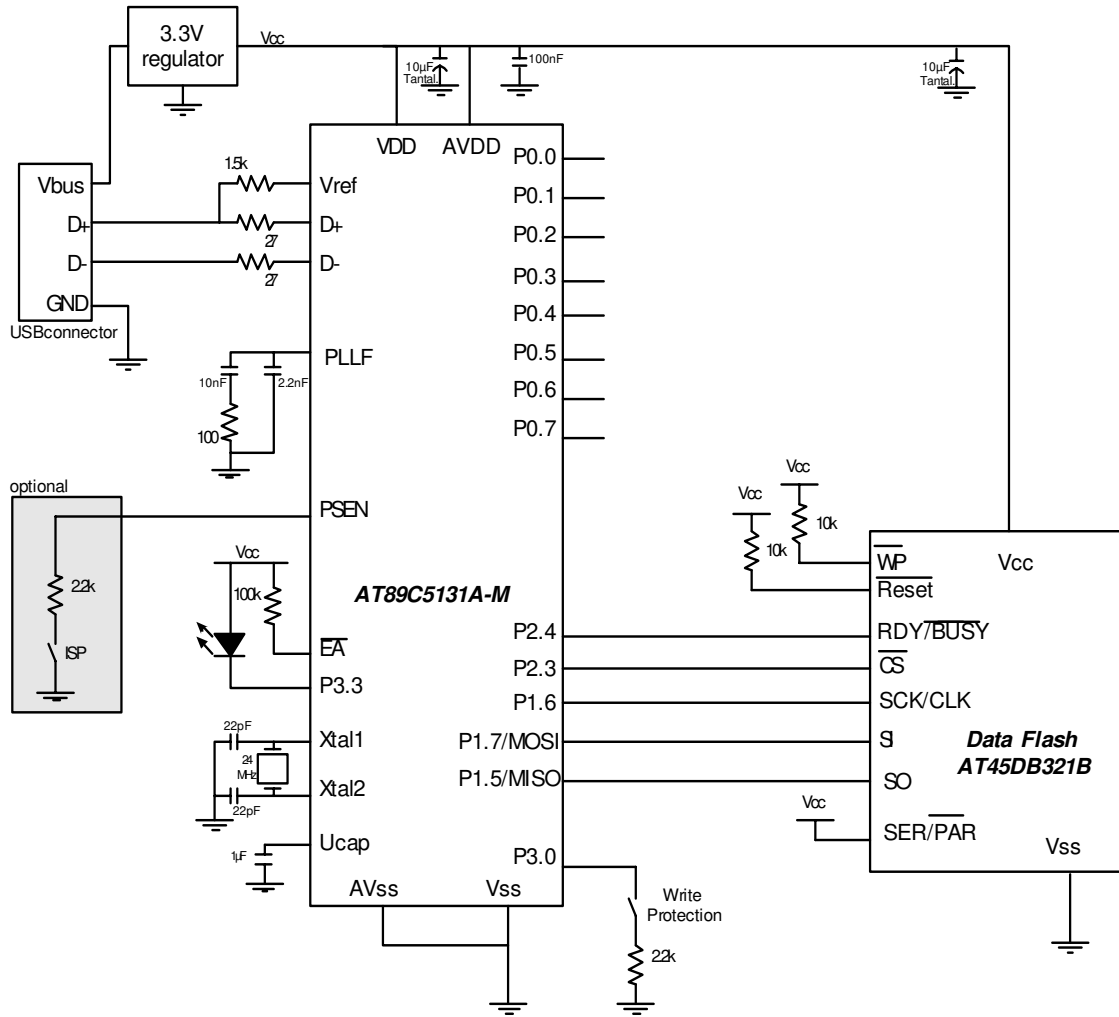 3.3V
regulator
Vcc
10µF
Tantal.
100nF
10µF
Tantal.
VDD
AVDD
USBconnector
Vbus
D+
D-
GND
1.5k
27
27
Vref
D+
D-
PLLF
10nF
2.2nF
100
optional
2.2k
ISP
PSEN
Vcc
100k
EA
P3.3
22pF
24
MHz
22pF
Xtal1
Xtal2
1µF
Ucap
AVss
Vss
AT89C5131A-M
P0.0
P0.1
P0.2
P0.3
P0.4
P0.5
P0.6
P0.7
P2.4
P2.3
P1.6
P1.7/MOSI
P1.5/MISO
P3.0
Write
Protection
2.2k
Vcc
10k
Vcc
10k
Vcc
WP
Reset
RDY/BUSY
CS
SCK/CLK
SI
SO
Data Flash
AT45DB321B
Vcc
SER/PAR
Vss